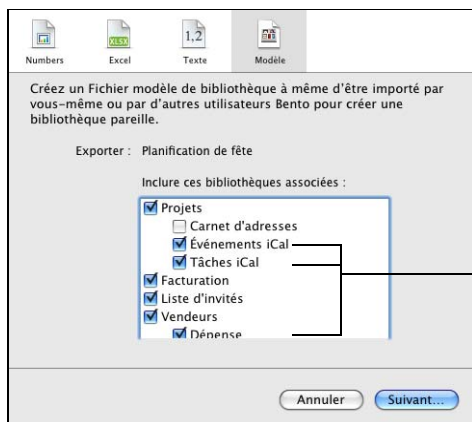 XLSX
1,2
Numbers Excel Texte Modèle
Créez un Fichier modèle de bibliothèque à même d'être importé par
vous-même ou par d'autres utilisateurs Bento pour créer une
bibliothèque pareille.
Exporter : Planification de fête
Inclure ces bibliothèques associées :
Projets
Carnet d'adresses
Événements iCal
Tâches iCal
Facturation
Liste d'invités
Vendeurs
Dépense
Annuler Suivant...